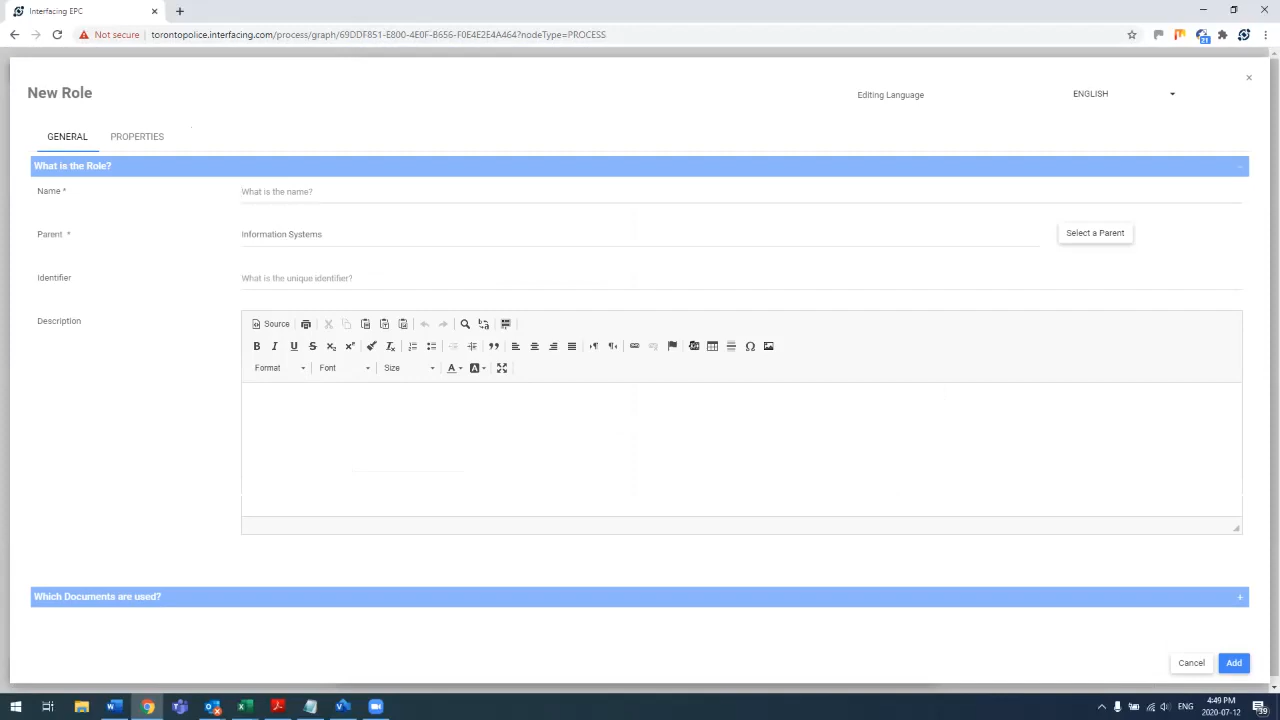 Interfacing EPC
Not secure torontopolice.interfacing.com/process/graph/69DDF851-E800-4E0F-B656-F0E4E2E4A464?nodeType=PROCESS
21
New Role
Editing Language
ENGLISH
GENERAL
PROPERTIES
What is the Role?
Name *
What is the name?
Parent *
Information Systems
Select a Parent
Identifier
What is the unique identifier?
Description
Source
Format
Font
Size
Which Documents are used?
Cancel
Add
ENG
4:49 PM
2020-07-12
39